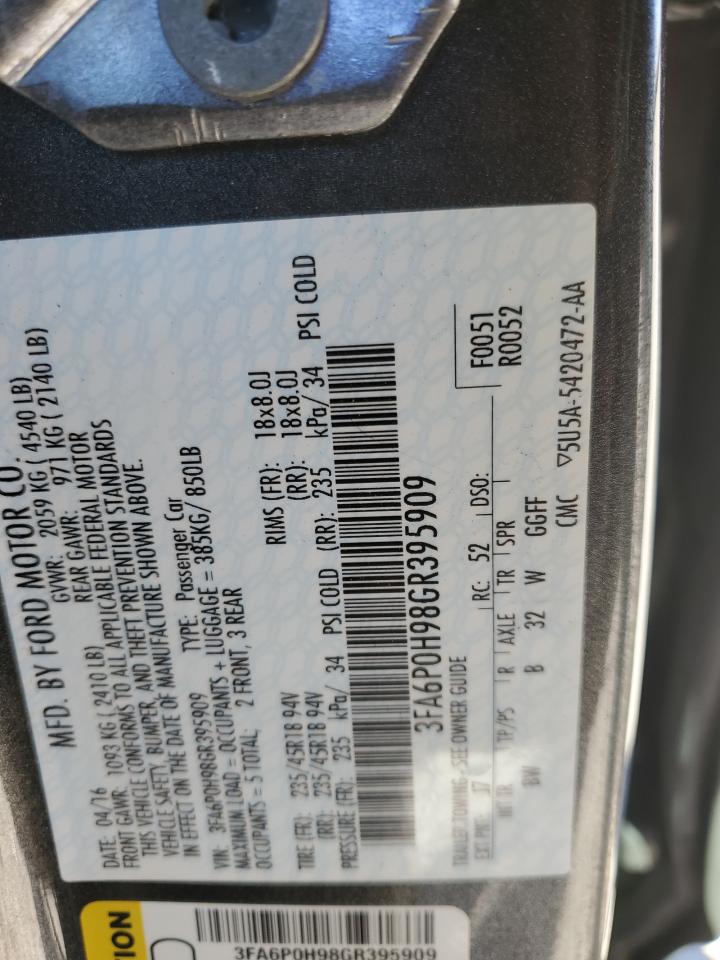 MFD. BY FORD MOTOR CO.
DATE: 04/16 GVWR: 2059 KG ( 4540 LB)
FRONT GAWR: 1093 KG ( 2410 LB) REAR GAWR: 971 KG ( 2140 LB)
THIS VEHICLE CONFORMS TO ALL APPLICABLE FEDERAL MOTOR
VEHICLE SAFETY, BUMPER, AND THEFT PREVENTION STANDARDS
IN EFFECT ON THE DATE OF MANUFACTURE SHOWN ABOVE.
VIN: 3FA6P0H98GR395909 TYPE: Passenger Car
MAXIMUM LOAD = OCCUPANTS + LUGGAGE = 385KG/ 850LB
OCCUPANTS = 5 TOTAL: 2 FRONT, 3 REAR
TIRE (FR): 235/45R18 94V RIMS (FR): 18x8.0J
(RR): 235/45R18 94V (RR): 18x8.0J
PRESSURE (FR): 235 kPa/ 34 PSI COLD (RR): 235 kPa/ 34 PSI COLD
3FA6P0H98GR395909
TRAILER TOWING - SEE OWNER GUIDE
EXT PNT: J7 RC: 52 DSO: F0051
R0052
INT TR TP/PS R AXLE TR SPR
BW B 32 W GGFF
CMC ▽5U5A-5420472-AA
3FA6P0H98GR395909